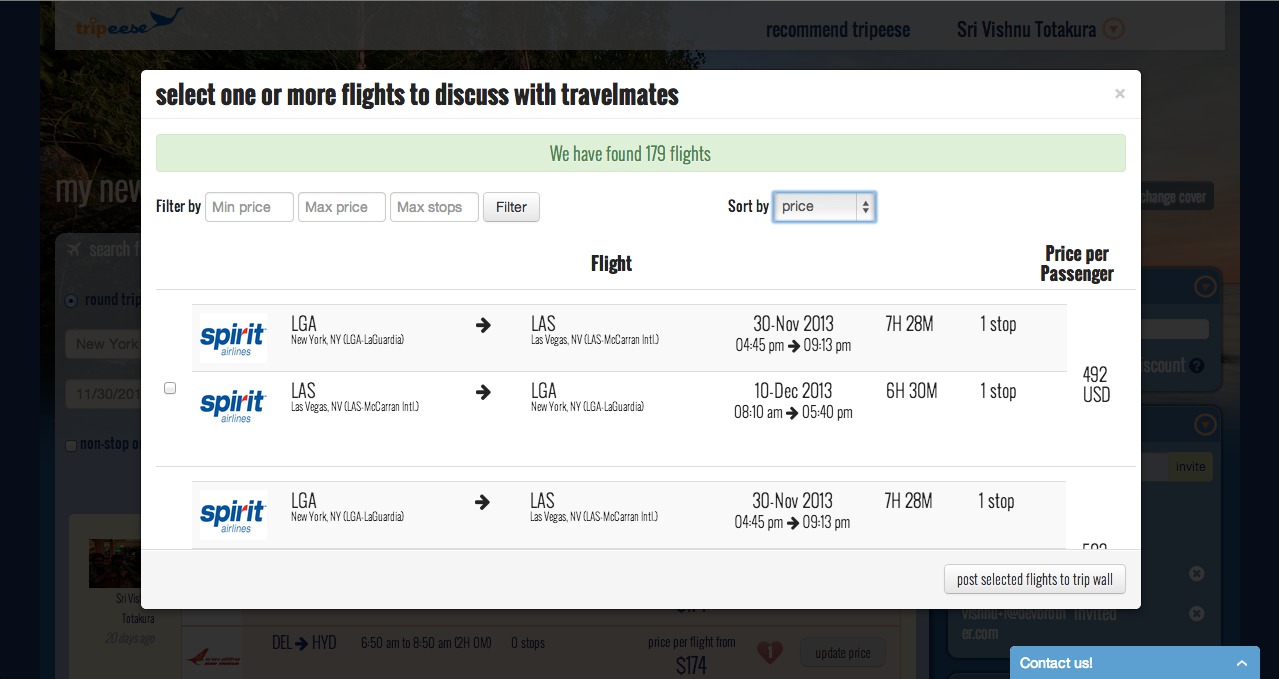 tripeese
recommend tripeese
Sri Vishnu Totakura
select one or more flights to discuss with travelmates
×
We have found 179 flights
my new
change cover
Filter by
Min price
Max price
Max stops
Filter
Sort by
price
search f
Flight
Price per
Passenger
round trip
New York
11/30/201
non-stop o
spirit
airlines
LGA
New York, NY (LGA-LaGuardia)
LAS
Las Vegas, NV (LAS-McCarran Intl.)
30-Nov 2013
04:45 pm → 09:13 pm
7H 28M
1 stop
spirit
airlines
LAS
Las Vegas, NV (LAS-McCarran Intl.)
LGA
New York, NY (LGA-LaGuardia)
10-Dec 2013
08:10 am → 05:40 pm
6H 30M
1 stop
492
USD
scount
invite
spirit
airlines
LGA
New York, NY (LGA-LaGuardia)
LAS
Las Vegas, NV (LAS-McCarran Intl.)
30-Nov 2013
04:45 pm → 09:13 pm
7H 28M
1 stop
post selected flights to trip wall
Sri Vis
Totakura
20 days ago
$174
invited
er.com
DEL → HYD
6:50 am to 8:50 am (2H 0M)
0 stops
price per flight from
$174
1
update price
Contact us!